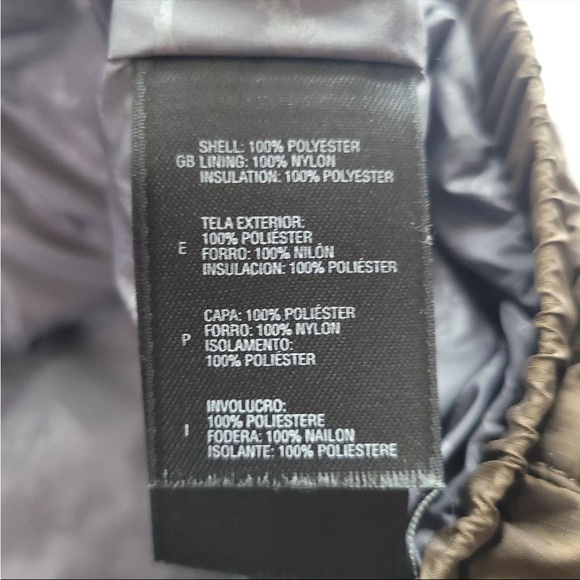 SHELL: 100% POLYESTER
GB LINING: 100% NYLON
INSULATION: 100% POLYESTER
TELA EXTERIOR:
100% POLIÉSTER
E FORRO: 100% NILÓN
INSULACION: 100% POLIÉSTER
CAPA: 100% POLIÉSTER
FORRO: 100% NYLON
P ISOLAMENTO:
100% POLIÉSTER
INVOLUCRO:
100% POLIESTERE
I FODERA: 100% NAILON
ISOLANTE: 100% POLIESTERE